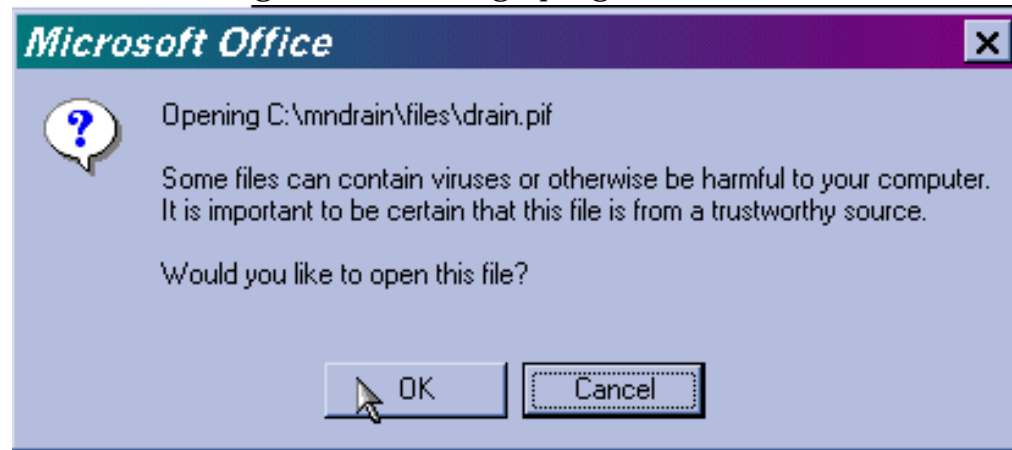 Microsoft Office
Opening C:\mndrain\files\drain.pif
Some files can contain viruses or otherwise be harmful to your computer.
It is important to be certain that this file is from a trustworthy source.
Would you like to open this file?
OK Cancel